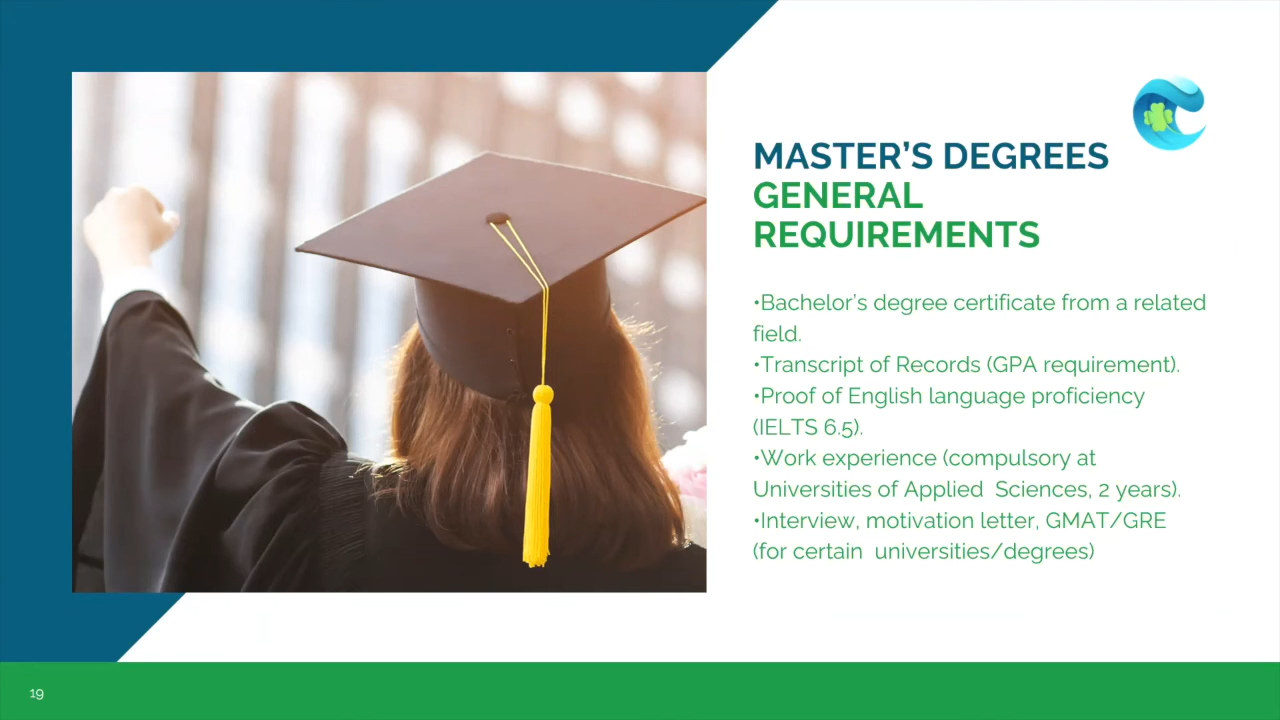 MASTER’S DEGREES
GENERAL
REQUIREMENTS
•Bachelor’s degree certificate from a related
field.
•Transcript of Records (GPA requirement).
•Proof of English language proficiency
(IELTS 6.5).
•Work experience (compulsory at
Universities of Applied  Sciences, 2 years).
•Interview, motivation letter, GMAT/GRE
(for certain  universities/degrees)
19